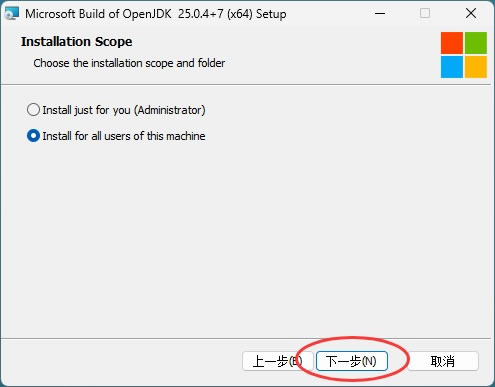 Microsoft Build of OpenJDK  25.0.4+7 (x64) Setup
Installation Scope
Choose the installation scope and folder
Install just for you (Administrator)
Install for all users of this machine
上一步(B) 下一步(N) 取消